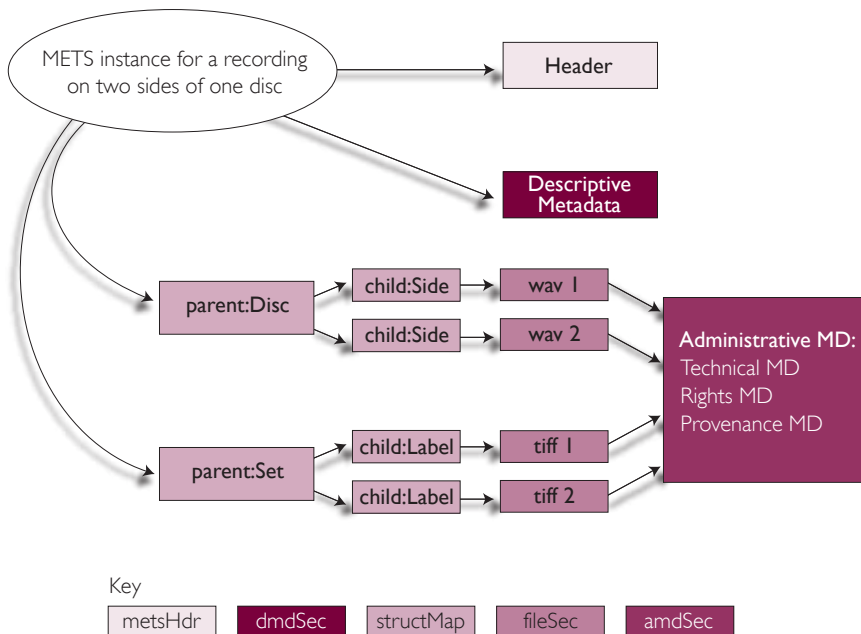 METS instance for a recording
on two sides of one disc
Header
Descriptive
Metadata
parent:Disc
child:Side
wav 1
child:Side
wav 2
Administrative MD:
Technical MD
Rights MD
Provenance MD
parent:Set
child:Label
tiff 1
child:Label
tiff 2
Key
metsHdr
dmdSec
structMap
fileSec
amdSec